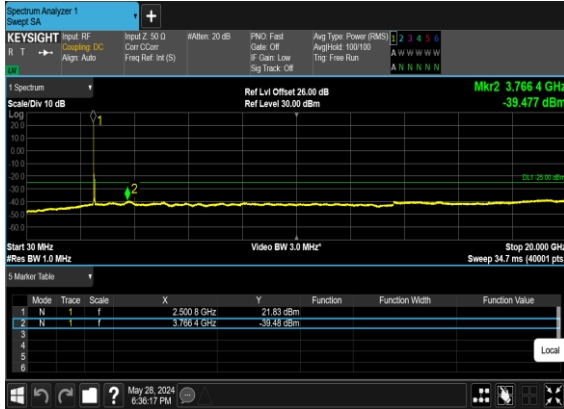 Spectrum Analyzer 1
Swept SA
+
KEYSIGHT
R T
Input: RF
Coupling: DC
Align: Auto
Input Z: 50 Ω
Corr CCorr
Freq Ref: Int (S)
#Atten: 20 dB
PNO: Fast
Gate: Off
IF Gain: Low
Sig Track: Off
Avg Type: Power (RMS)
Avg|Hold: 100/100
Trig: Free Run
1 2 3 4 5 6
A W W W W W
A N N N N N
1 Spectrum
Scale/Div 10 dB
Ref Lvl Offset 26.00 dB
Ref Level 30.00 dBm
Mkr2 3.766 4 GHz
-39.477 dBm
Log
20.0
10.0
0.00
-10.0
-20.0
-30.0
-40.0
-50.0
-60.0
1
2
DL1 -25.00 dBm
Start 30 MHz
#Res BW 1.0 MHz
Video BW 3.0 MHz*
Stop 20.000 GHz
Sweep 34.7 ms (40001 pts)
5 Marker Table
Mode Trace Scale X Y Function Function Width Function Value
1 N 1 f 2.500 8 GHz 21.83 dBm
2 N 1 f 3.766 4 GHz -39.48 dBm
3
4
5
6
Local
?
May 28, 2024
6:36:17 PM